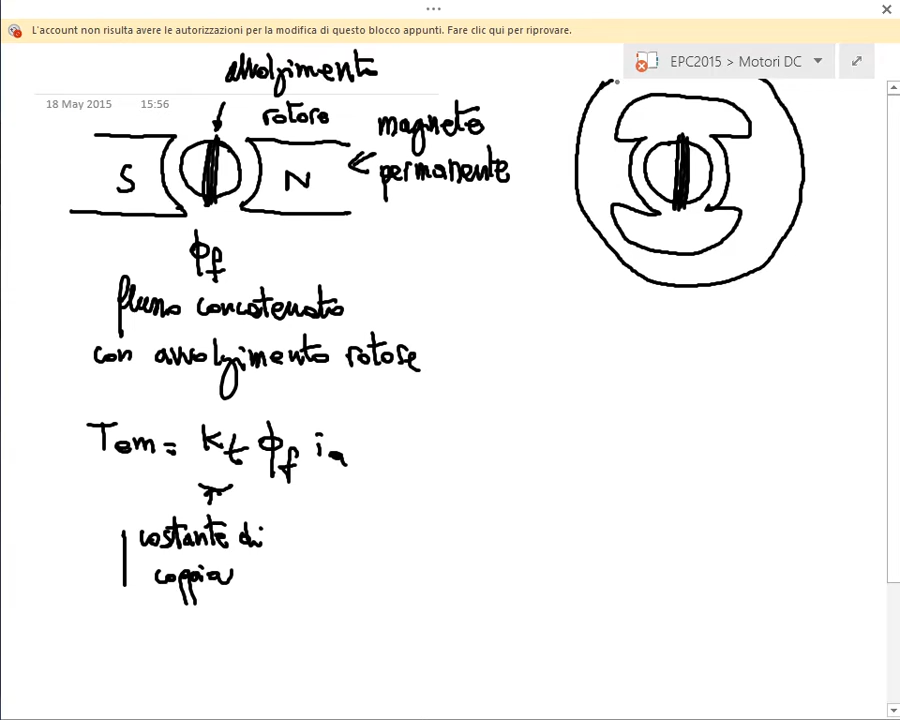 L'account non risulta avere le autorizzazioni per la modifica di questo blocco appunti. Fare clic qui per riprovare.
EPC2015 > Motori DC
18 May 2015 15:56
avvolgimento
rotore
magnete
permanente
S
N
ϕf
flusso concatenato
con avvolgimento rotore
Tem = kt ϕf ia
costante di
coppia